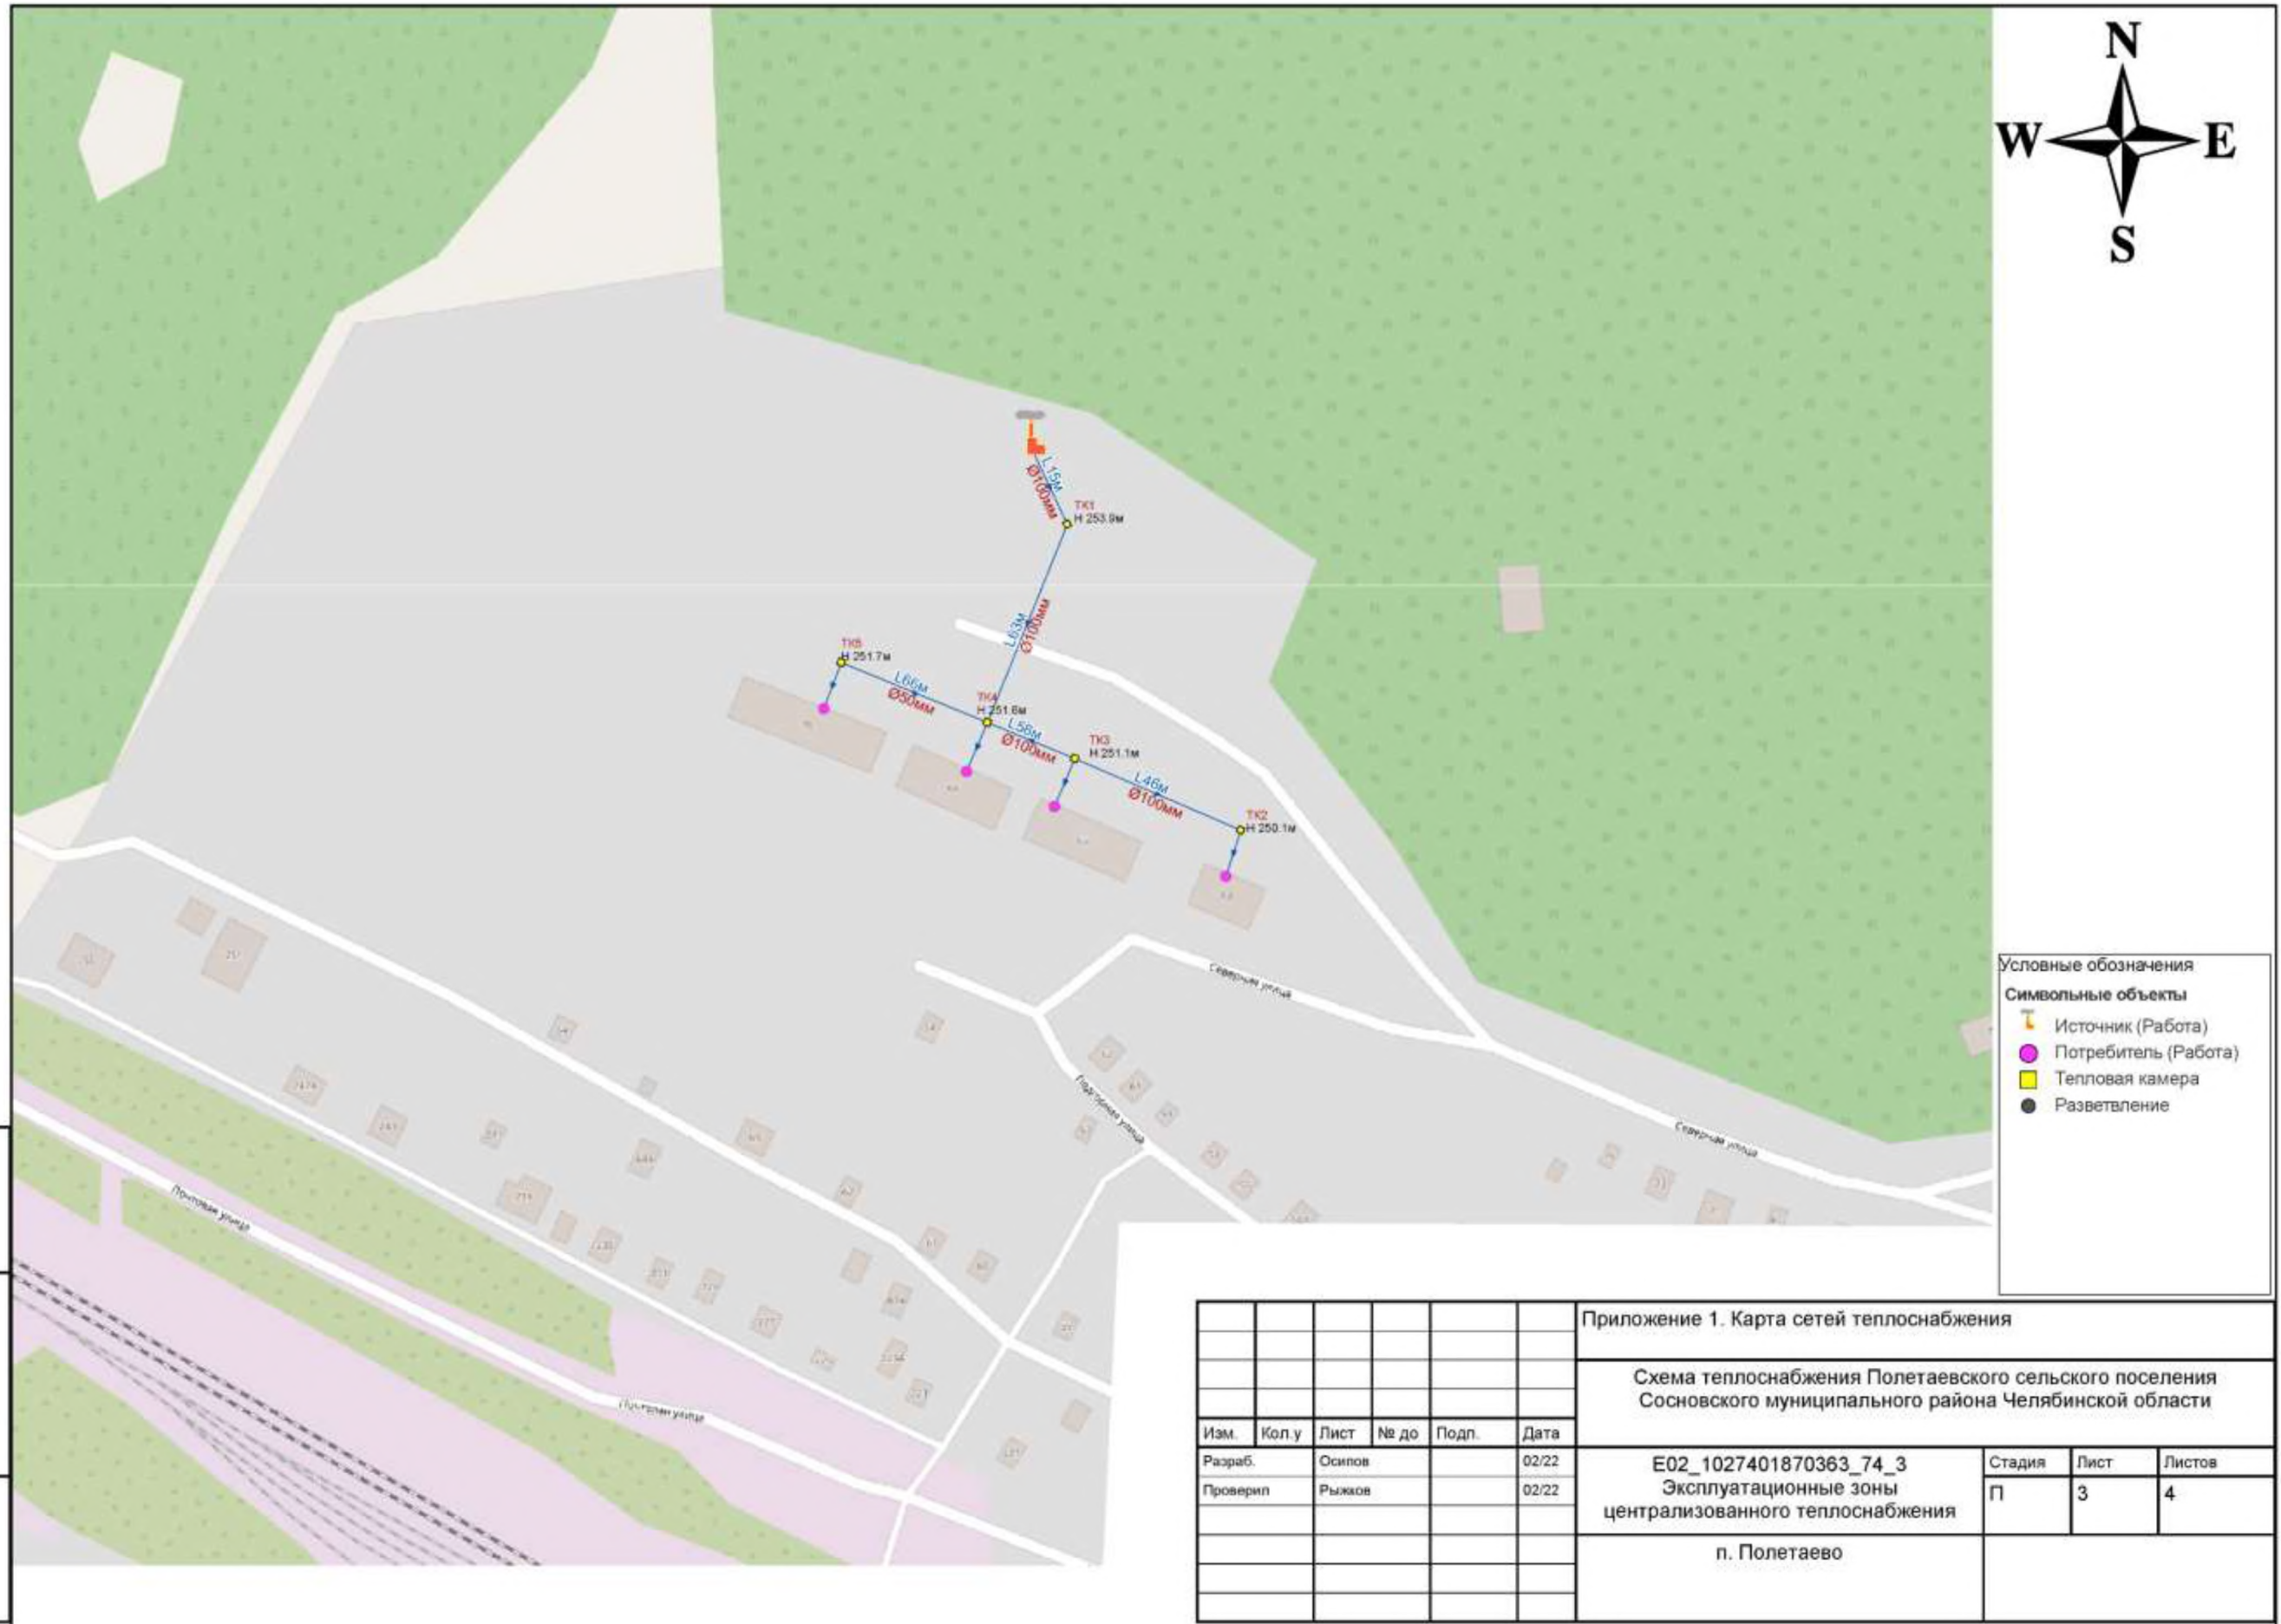 N
W
E
S
L15м
Ø100мм
ТК1
H 253.9м
L63м
Ø100мм
ТК5
H 251.7м
L66м
Ø50мм
ТК4
H 251.6м
L56м
Ø100мм
ТК3
H 251.1м
L46м
Ø100мм
ТК2
H 250.1м
Северная улица
Подгорная улица
Северная улица
Почтовая улица
Почтовая улица
Условные обозначения
Символьные объекты
Источник (Работа)
Потребитель (Работа)
Тепловая камера
Разветвление
Приложение 1. Карта сетей теплоснабжения
Схема теплоснабжения Полетаевского сельского поселения
Сосновского муниципального района Челябинской области
Изм. Кол.у Лист № до Подп. Дата
Разраб. Осипов 02/22
Проверил Рыжков 02/22
E02_1027401870363_74_3
Эксплуатационные зоны
централизованного теплоснабжения
Стадия Лист Листов
П 3 4
п. Полетаево